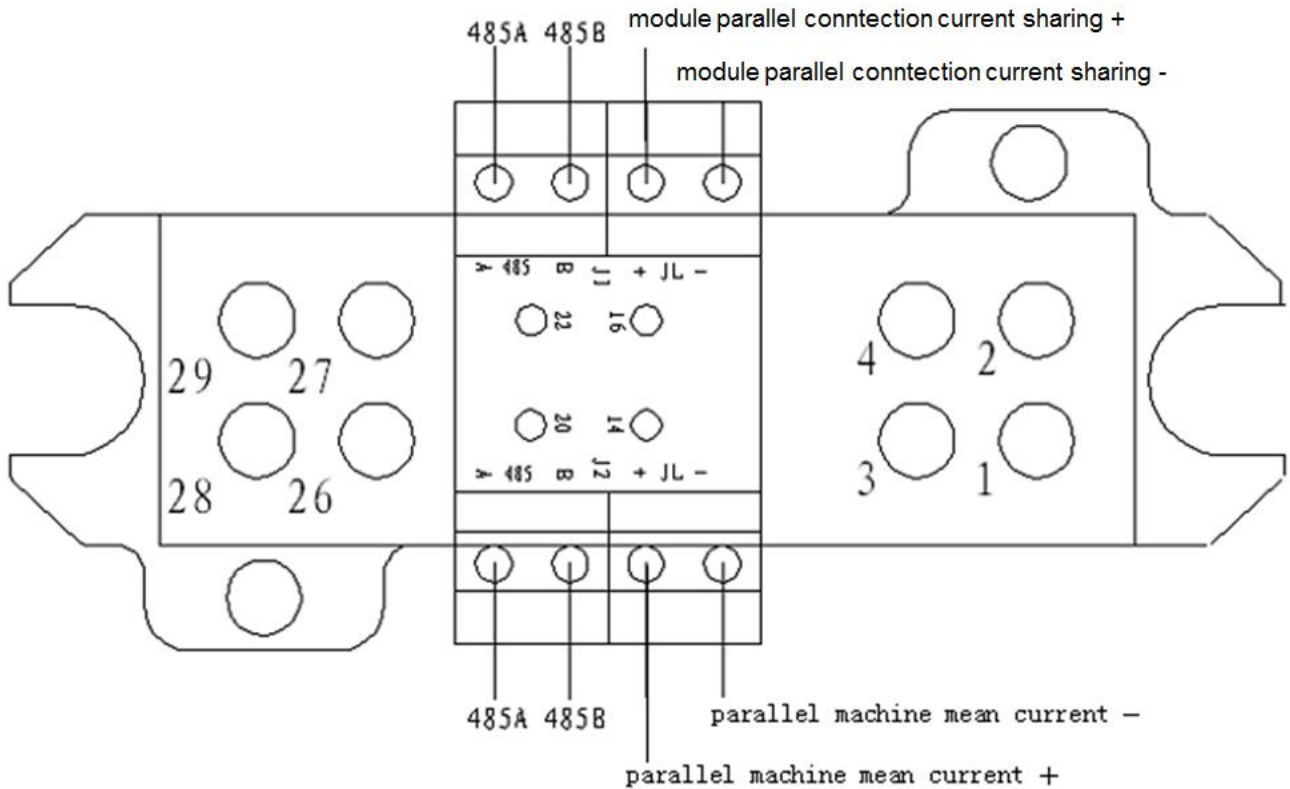 485A 485B module parallel conntection current sharing +
module parallel conntection current sharing -
A 485 B J1 + JL -
22 16
4 2
29 27
20 14
3 1
28 26
A 485 B J2 + JL -
485A 485B parallel machine mean current -
parallel machine mean current +